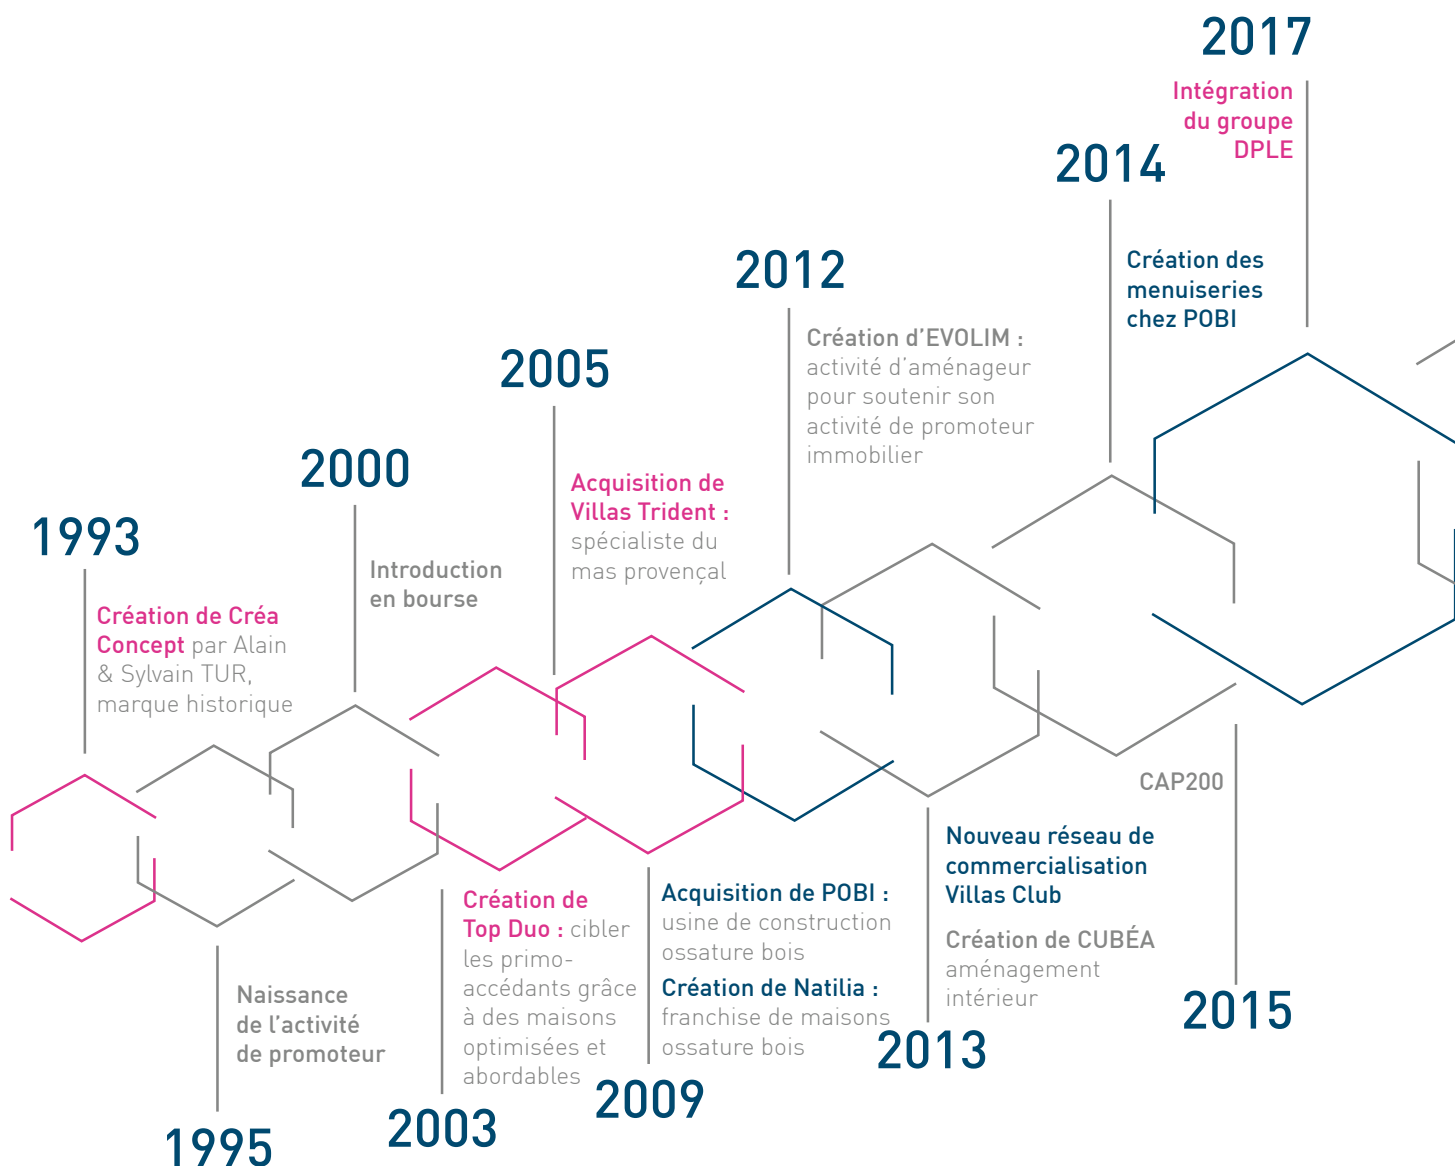 1993
Création de Créa
Concept par Alain
& Sylvain TUR,
marque historique
1995
Naissance
de l’activité
de promoteur
2000
Introduction
en bourse
2003
Création de
Top Duo : cibler
les primo-
accédants grâce
à des maisons
optimisées et
abordables
2005
Acquisition de
Villas Trident :
spécialiste du
mas provençal
2009
Acquisition de POBI :
usine de construction
ossature bois
Création de Natilia :
franchise de maisons
ossature bois
2012
Création d’EVOLIM :
activité d’aménageur
pour soutenir son
activité de promoteur
immobilier
2013
Nouveau réseau de
commercialisation
Villas Club
Création de CUBÉA
aménagement
intérieur
2014
Création des
menuiseries
chez POBI
2015
CAP200
2017
Intégration
du groupe
DPLE